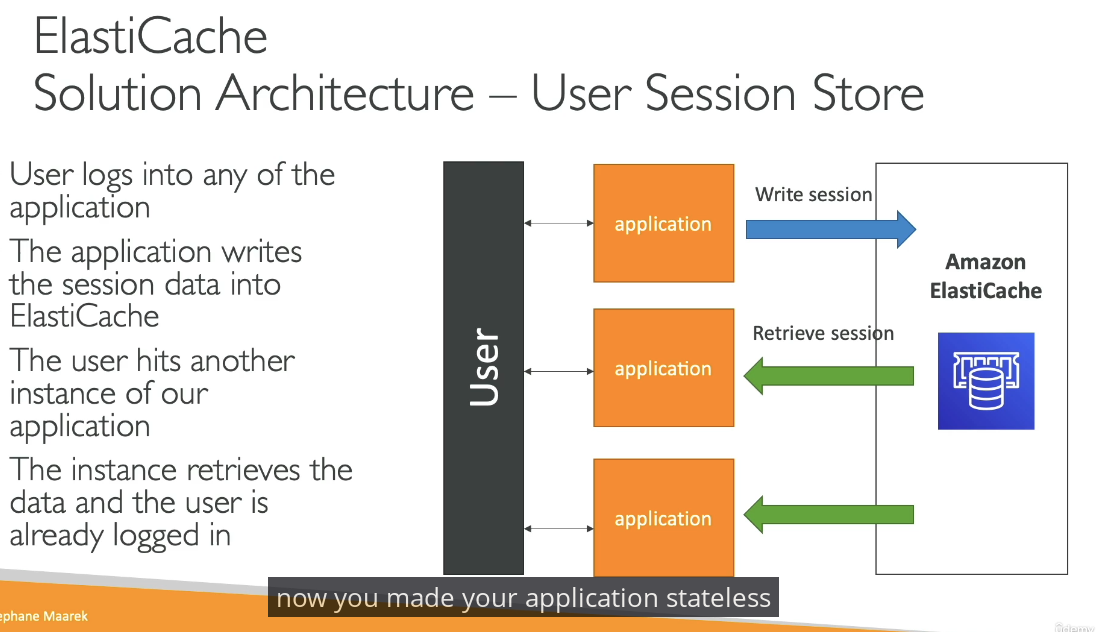 ElastiCache
Solution Architecture – User Session Store
User logs into any of the
application
The application writes
the session data into
ElastiCache
The user hits another
instance of our
application
The instance retrieves the
data and the user is
already logged in
User
application
application
application
Write session
Retrieve session
Amazon
ElastiCache
now you made your application stateless
ephane Maarek
ûdemy